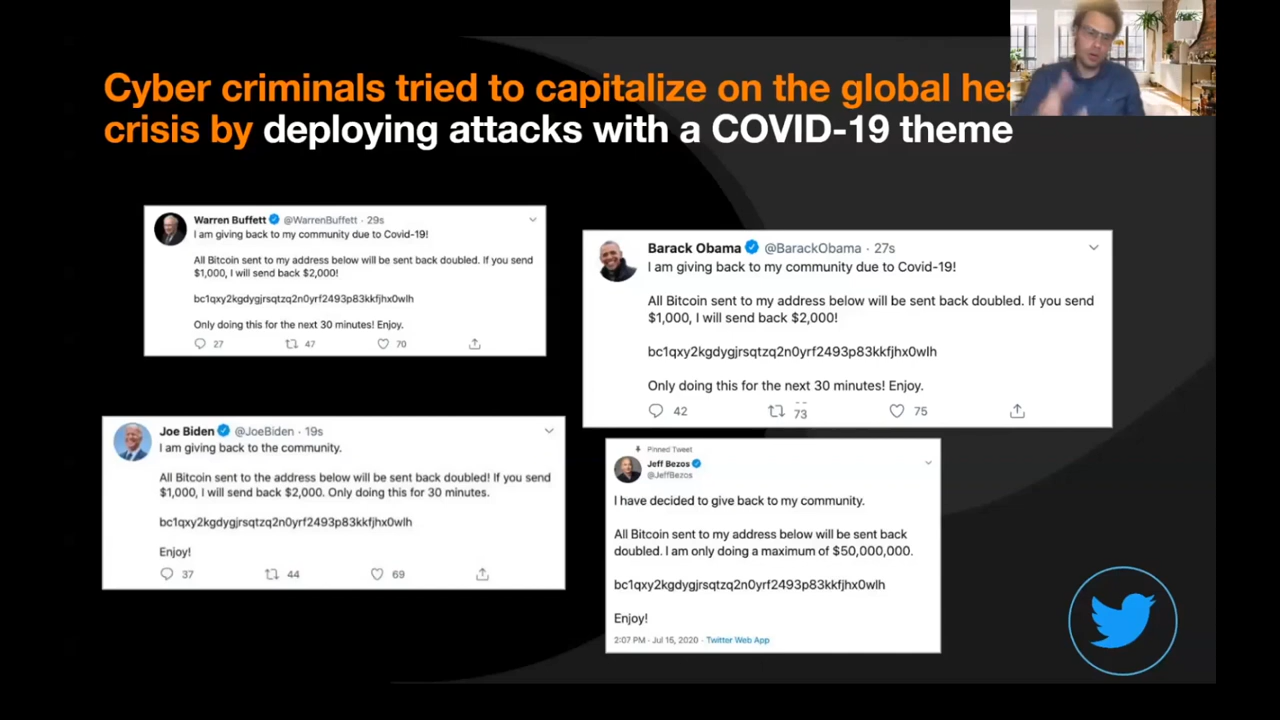 Cyber criminals tried to capitalize on the global
crisis by deploying attacks with a COVID-19 theme
Warren Buffett @WarrenBuffett · 29s
I am giving back to my community due to Covid-19!
All Bitcoin sent to my address below will be sent back doubled. If you send
$1,000, I will send back $2,000!
bc1qxy2kgdygjrsqtzq2n0yrf2493p83kkfjhx0wlh
Only doing this for the next 30 minutes! Enjoy.
27 47 70
Barack Obama @BarackObama · 27s
I am giving back to my community due to Covid-19!
All Bitcoin sent to my address below will be sent back doubled. If you send
$1,000, I will send back $2,000!
bc1qxy2kgdygjrsqtzq2n0yrf2493p83kkfjhx0wlh
Only doing this for the next 30 minutes! Enjoy.
42 73 75
Joe Biden @JoeBiden · 19s
I am giving back to the community.
All Bitcoin sent to the address below will be sent back doubled! If you send
$1,000, I will send back $2,000. Only doing this for 30 minutes.
bc1qxy2kgdygjrsqtzq2n0yrf2493p83kkfjhx0wlh
Enjoy!
37 44 69
Pinned Tweet
Jeff Bezos
@JeffBezos
I have decided to give back to my community.
All Bitcoin sent to my address below will be sent back
doubled. I am only doing a maximum of $50,000,000.
bc1qxy2kgdygjrsqtzq2n0yrf2493p83kkfjhx0wlh
Enjoy!
2:07 PM · Jul 15, 2020 · Twitter Web App